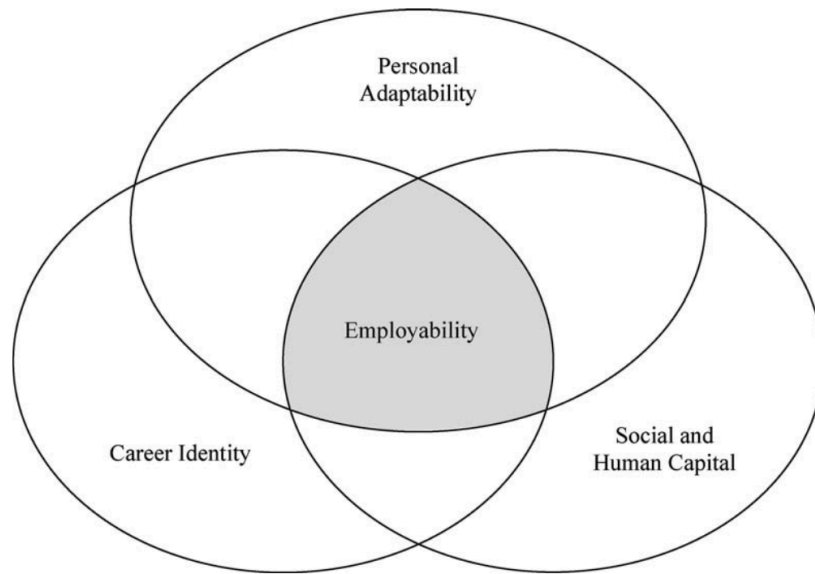 Personal
Adaptability
Employability
Career Identity
Social and
Human Capital